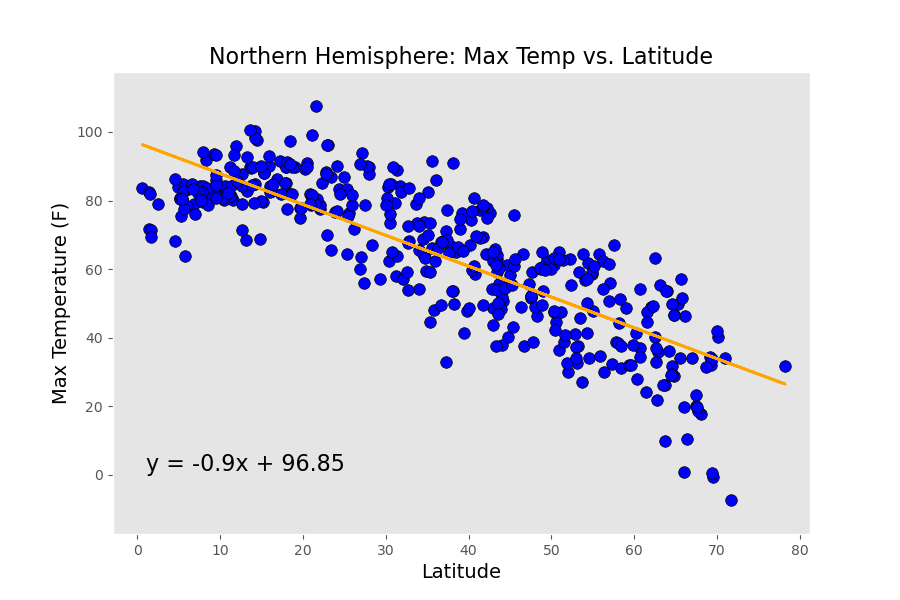 Northern Hemisphere: Max Temp vs. Latitude
Max Temperature (F)
100
80
60
40
20
0
y = -0.9x + 96.85
0 10 20 30 40 50 60 70 80
Latitude